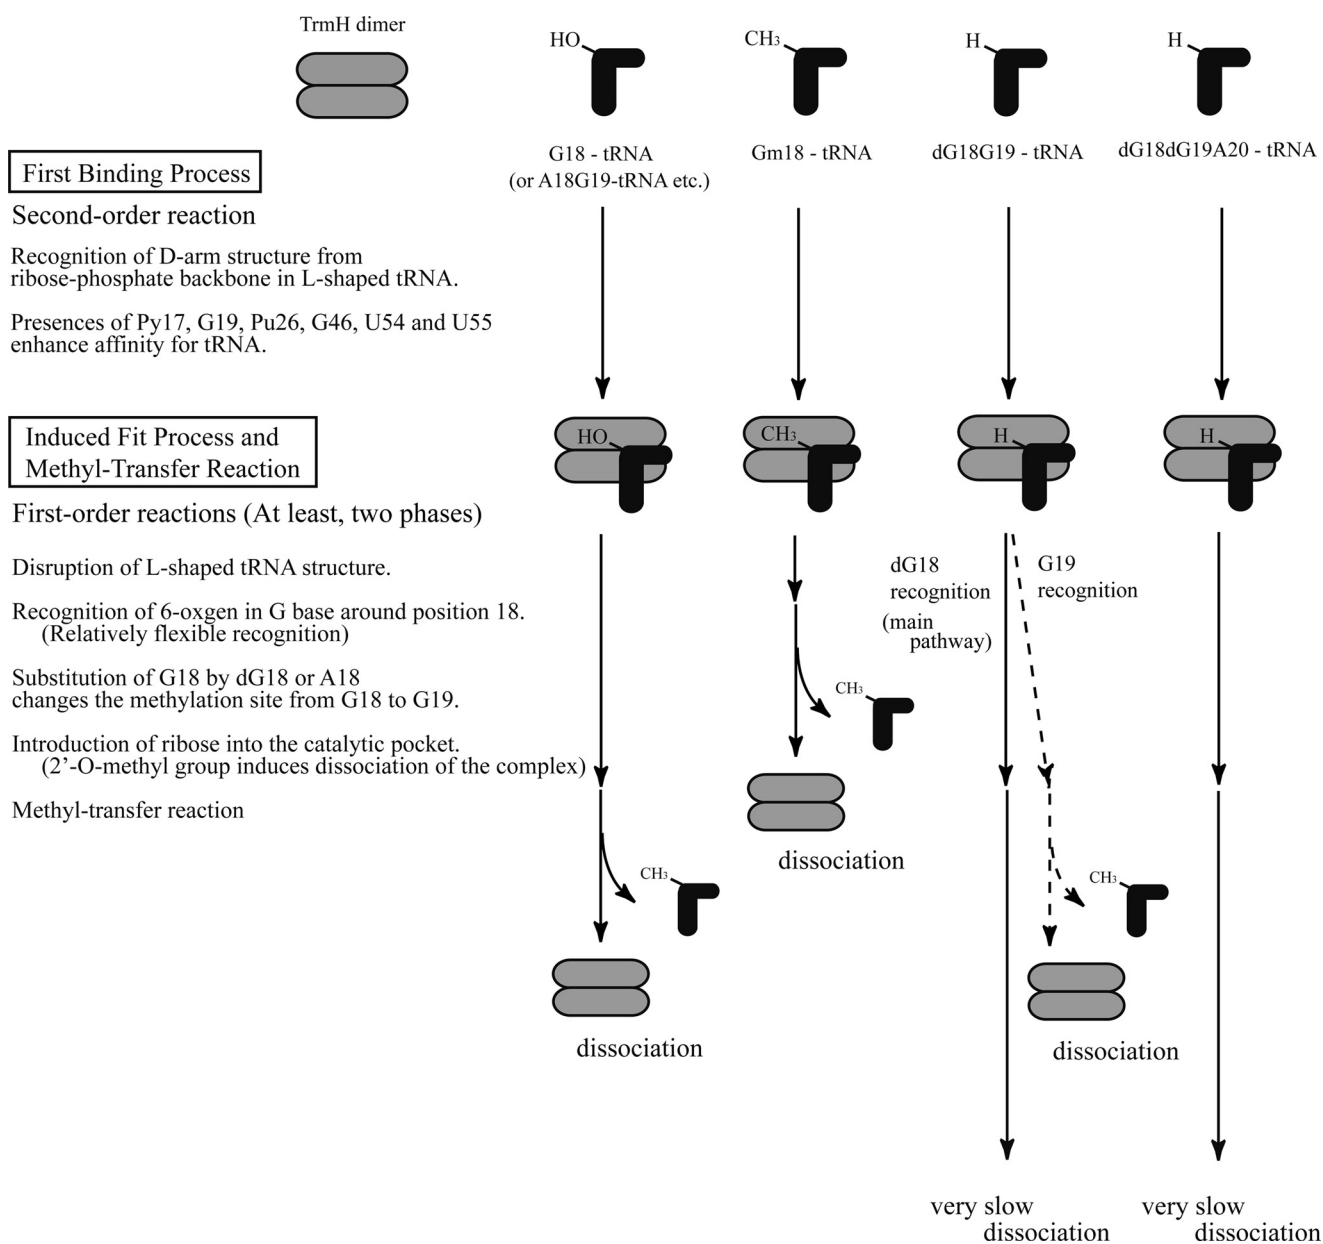 TrmH dimer
HO
CH3
H
H
G18 - tRNA
(or A18G19-tRNA etc.)
Gm18 - tRNA
dG18G19 - tRNA
dG18dG19A20 - tRNA
First Binding Process
Second-order reaction
Recognition of D-arm structure from
ribose-phosphate backbone in L-shaped tRNA.
Presences of Py17, G19, Pu26, G46, U54 and U55
enhance affinity for tRNA.
Induced Fit Process and
Methyl-Transfer Reaction
HO
CH3
H
H
First-order reactions (At least, two phases)
Disruption of L-shaped tRNA structure.
Recognition of 6-oxgen in G base around position 18.
(Relatively flexible recognition)
Substitution of G18 by dG18 or A18
changes the methylation site from G18 to G19.
Introduction of ribose into the catalytic pocket.
(2'-O-methyl group induces dissociation of the complex)
Methyl-transfer reaction
dG18
recognition
(main
pathway)
G19
recognition
CH3
dissociation
CH3
dissociation
CH3
dissociation
very slow
dissociation
very slow
dissociation